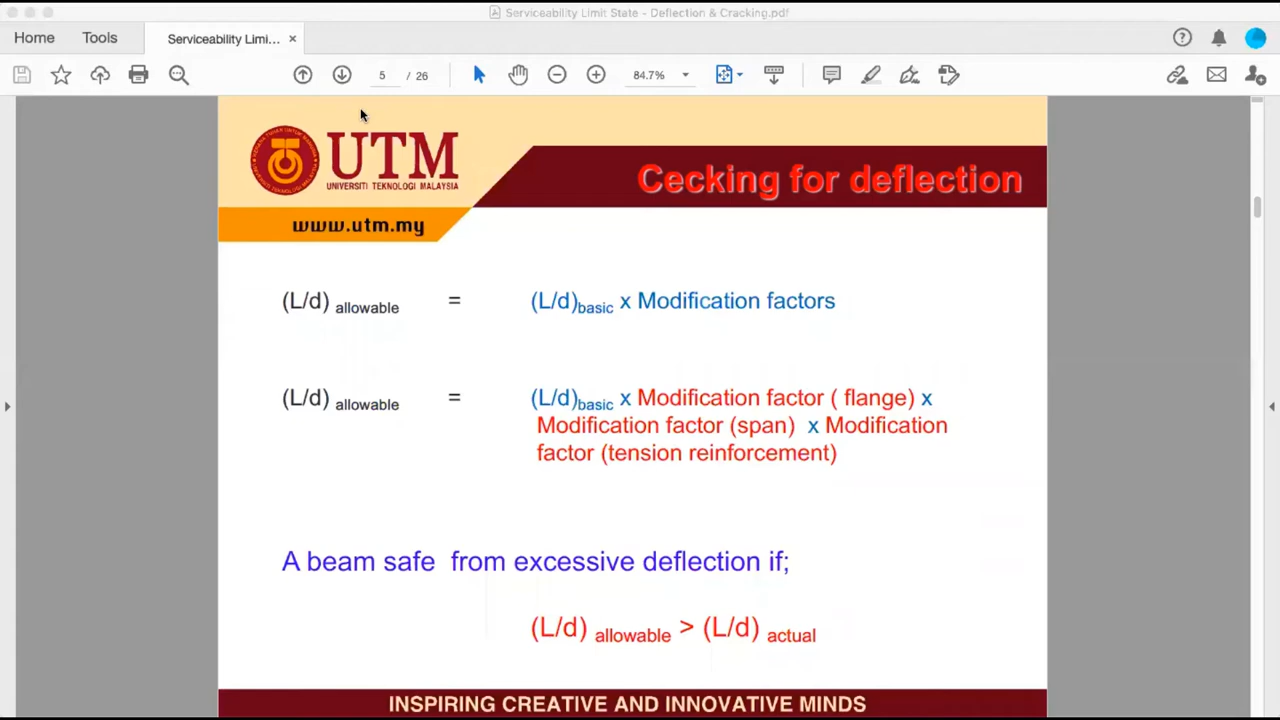 Serviceability Limit State - Deflection & Cracking.pdf
Home Tools Serviceability Limi... ×
5 / 26 84.7%
UTM
UNIVERSITI TEKNOLOGI MALAYSIA
Cecking for deflection
www.utm.my
(L/d) allowable = (L/d)basic x Modification factors
(L/d) allowable = (L/d)basic x Modification factor ( flange) x
Modification factor (span) x Modification
factor (tension reinforcement)
A beam safe from excessive deflection if;
(L/d) allowable > (L/d) actual
INSPIRING CREATIVE AND INNOVATIVE MINDS